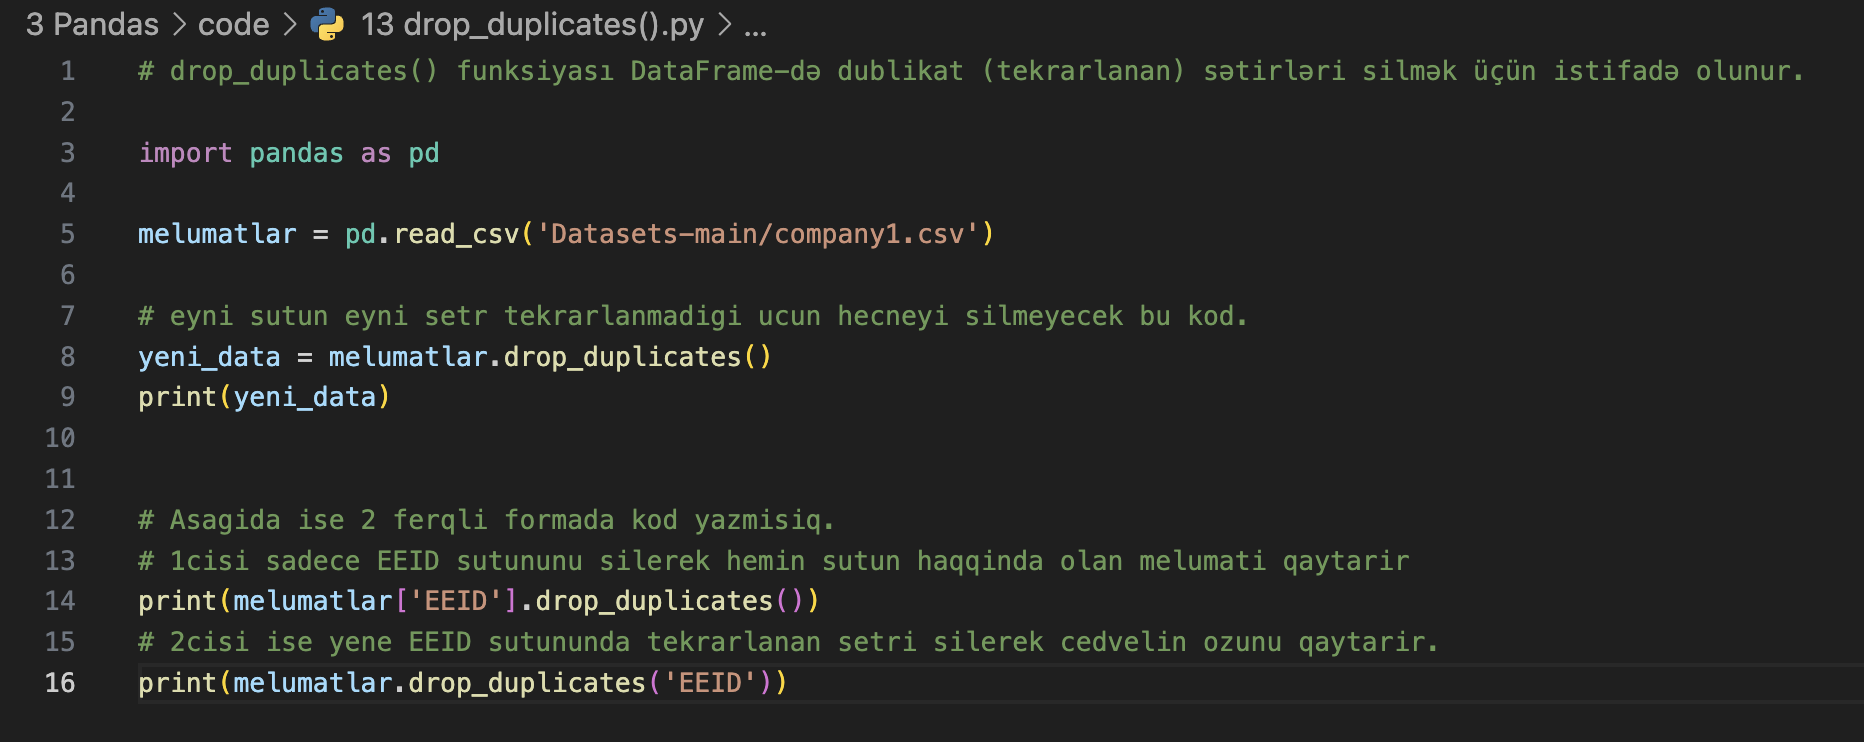 3 Pandas > code > 13 drop_duplicates().py > ...
1 # drop_duplicates() funksiyası DataFrame-də dublikat (tekrarlanan) sətirləri silmək üçün istifadə olunur.
2
3 import pandas as pd
4
5 melumatlar = pd.read_csv('Datasets-main/company1.csv')
6
7 # eyni sutun eyni setr tekrarlanmadigi ucun hecneyi silmeyecek bu kod.
8 yeni_data = melumatlar.drop_duplicates()
9 print(yeni_data)
10
11
12 # Asagida ise 2 ferqli formada kod yazmisiq.
13 # 1cisi sadece EEID sutununu silerek hemin sutun haqqinda olan melumati qaytarir
14 print(melumatlar['EEID'].drop_duplicates())
15 # 2cisi ise yene EEID sutununda tekrarlanan setri silerek cedvelin ozunu qaytarir.
16 print(melumatlar.drop_duplicates('EEID'))